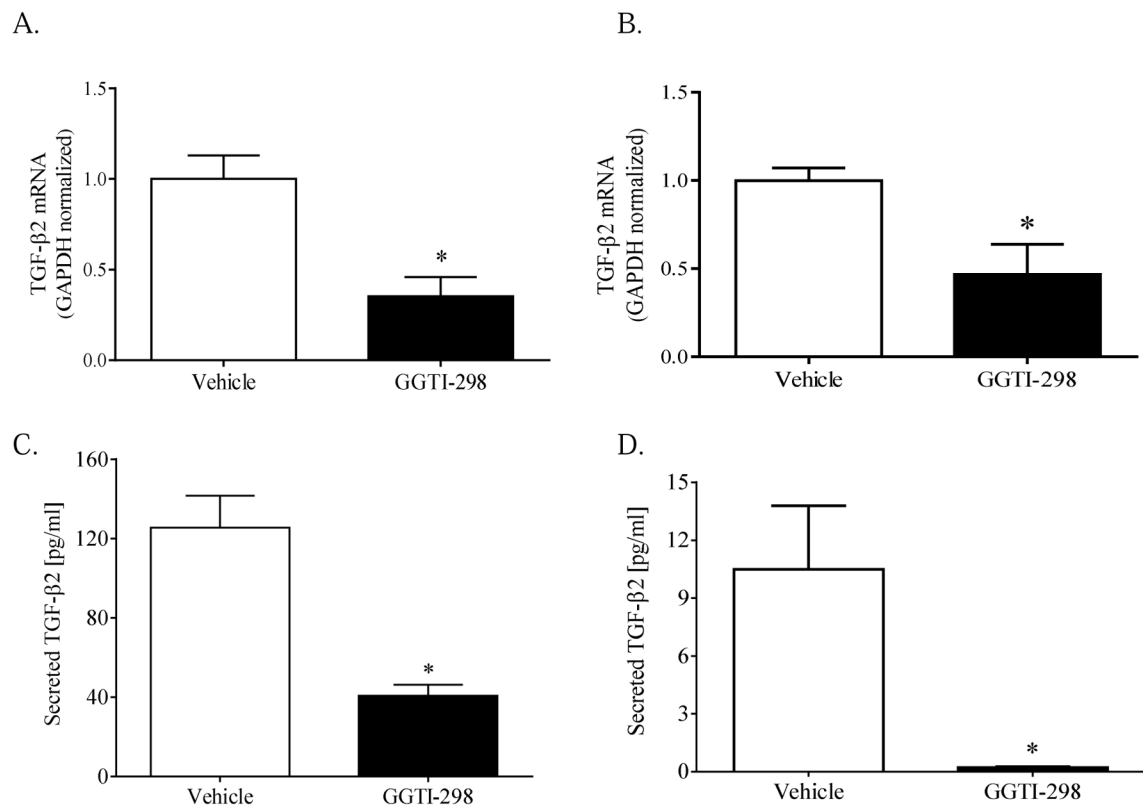 A.
TGF-β2 mRNA
(GAPDH normalized)
1.5
1.0
0.5
0.0
*
Vehicle
GGTI-298
B.
TGF-β2 mRNA
(GAPDH normalized)
1.5
1.0
0.5
0.0
*
Vehicle
GGTI-298
C.
Secreted TGF-β2 [pg/ml]
160
120
80
40
0
*
Vehicle
GGTI-298
D.
Secreted TGF-β2 [pg/ml]
15
12
9
6
3
0
*
Vehicle
GGTI-298